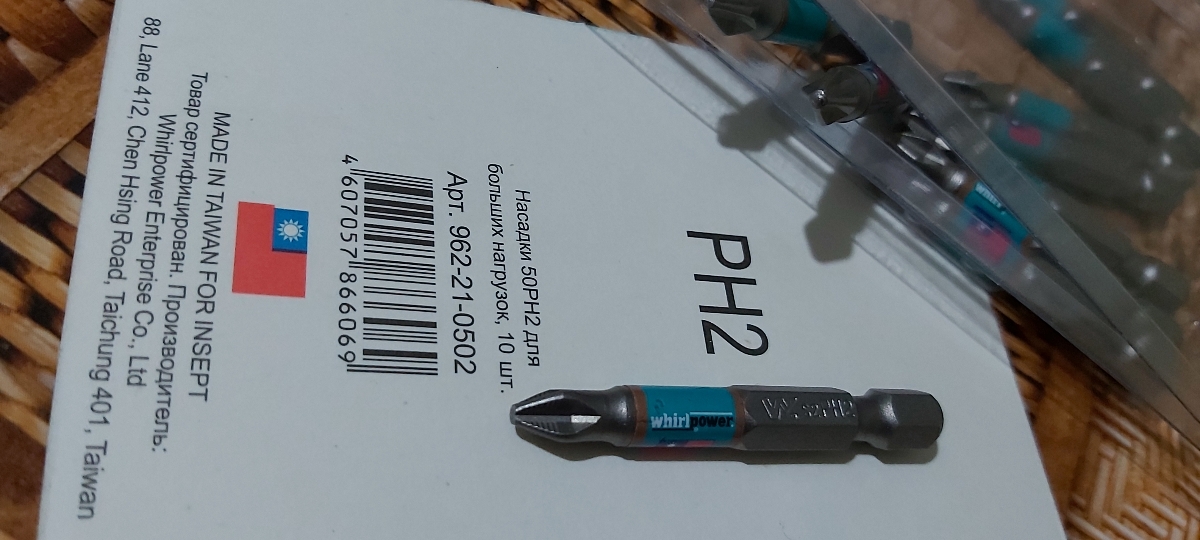 PH2
Насадки 50PH2 для
больших нагрузок, 10 шт.
Арт. 962-21-0502
4 607057 866069
MADE IN TAIWAN FOR INSEPT
Товар сертифицирован. Производитель:
Whirlpower Enterprise Co., Ltd
88, Lane 412, Chen Hsing Road, Taichung 401, Taiwan
whirlpower